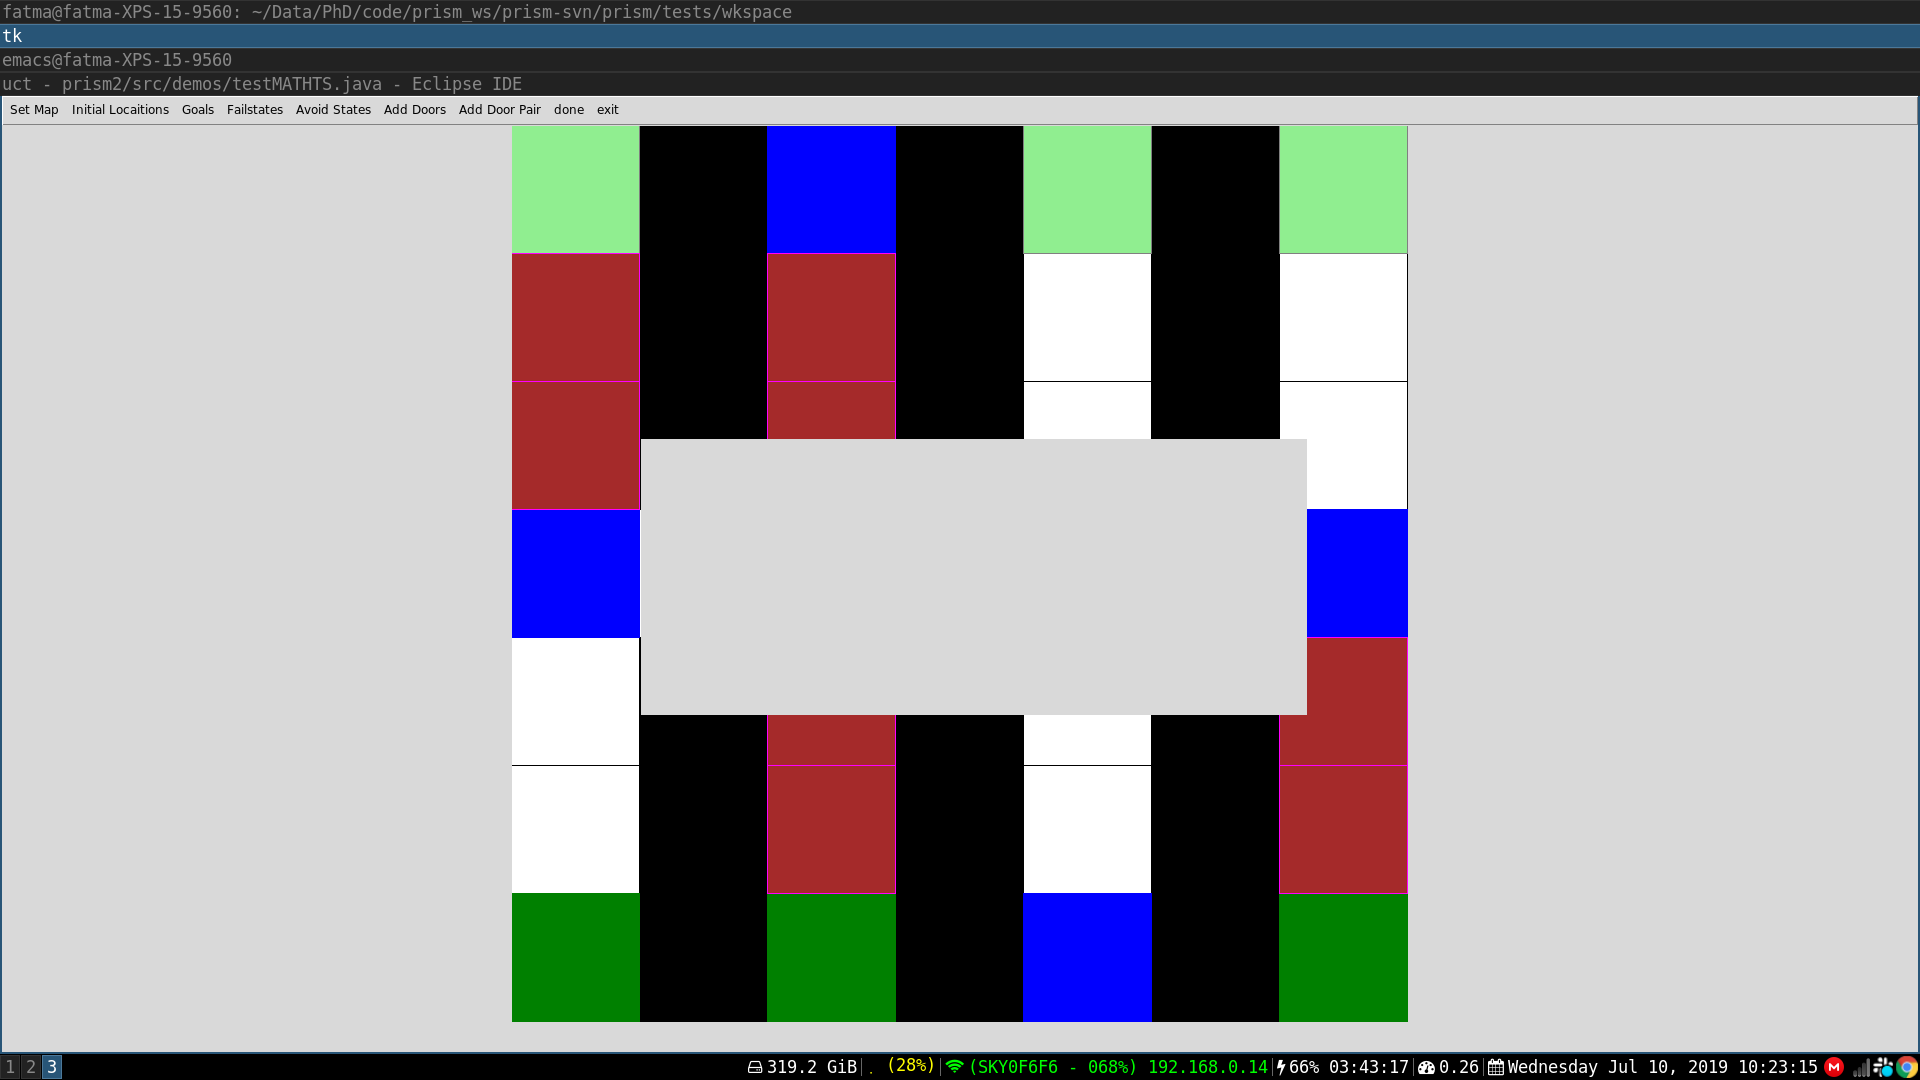 fatma@fatma-XPS-15-9560: ~/Data/PhD/code/prism_ws/prism-svn/prism/tests/wkspace
tk
emacs@fatma-XPS-15-9560
uct - prism2/src/demos/testMATHTS.java - Eclipse IDE
Set Map Initial Locaitions Goals Failstates Avoid States Add Doors Add Door Pair done exit
1 2 3 319.2 GiB| . (28%)| (SKY0F6F6 - 068%) 192.168.0.14| 66% 03:43:17| 0.26| Wednesday Jul 10, 2019 10:23:15